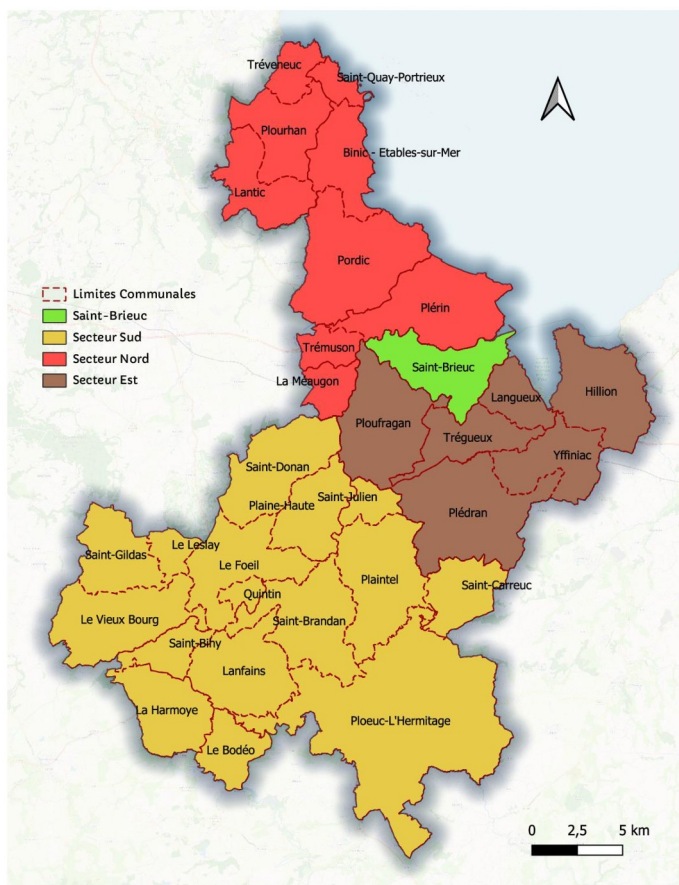 Tréveneuc
Saint-Quay-Portrieux
Plourhan
Binic - Etables-sur-Mer
Lantic
Pordic
Plérin
Limites Communales
Saint-Brieuc
Secteur Sud
Secteur Nord
Secteur Est
Trémuson
La Méaugon
Saint-Brieuc
Langueux
Hillion
Ploufragan
Trégueux
Yffiniac
Saint-Donan
Saint-Julien
Plaine-Haute
Plédran
Le Leslay
Saint-Gildas
Le Foeil
Plaintel
Saint-Carreuc
Quintin
Le Vieux Bourg
Saint-Brandan
Saint-Bihy
Lanfains
La Harmoye
Ploeuc-L'Hermitage
Le Bodéo
0 2,5 5 km